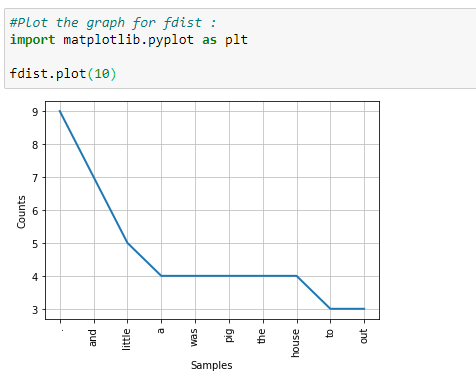 #Plot the graph for fdist :
import matplotlib.pyplot as plt
fdist.plot(10)
9
8
7
6
5
4
3
Counts
.
and
little
a
was
pig
the
house
to
out
Samples